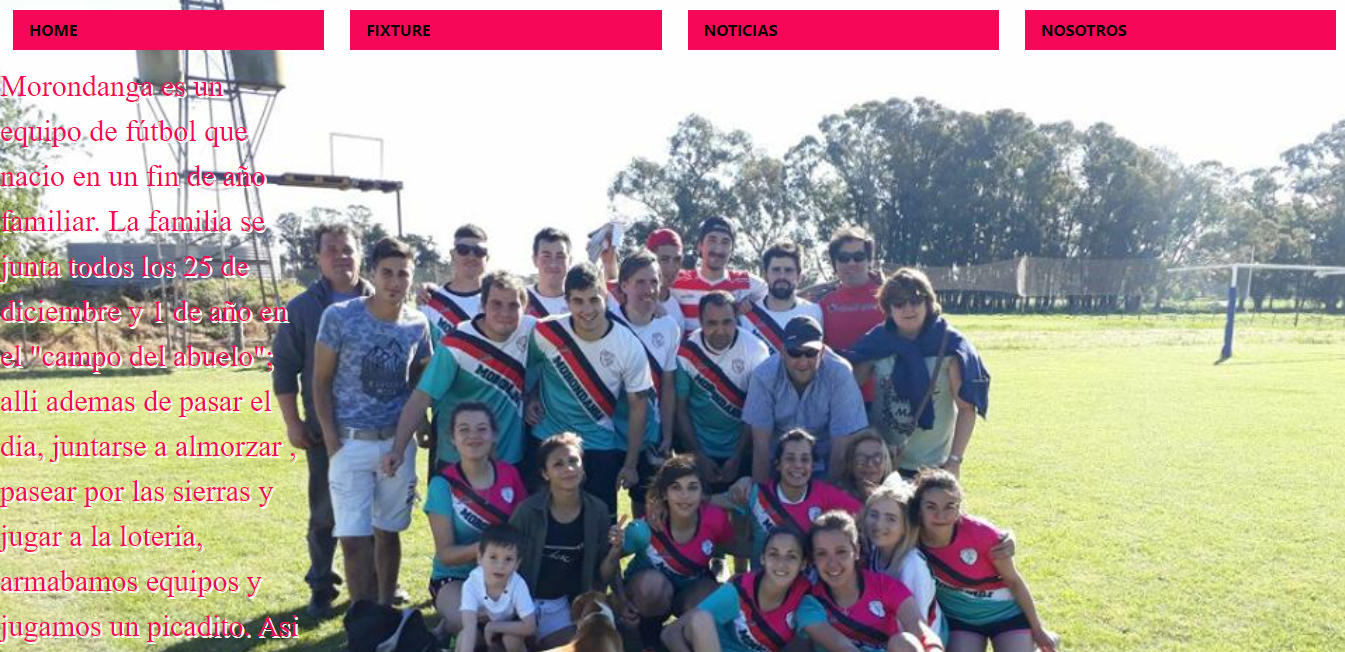 HOME
FIXTURE
NOTICIAS
NOSOTROS
Morondanga es un
equipo de fútbol que
nacio en un fin de año
familiar. La familia se
junta todos los 25 de
diciembre y 1 de año en
el "campo del abuelo";
alli ademas de pasar el
dia, juntarse a almorzar ,
pasear por las sierras y
jugar a la loteria,
armabamos equipos y
jugamos un picadito. Asi
MORONDANGA